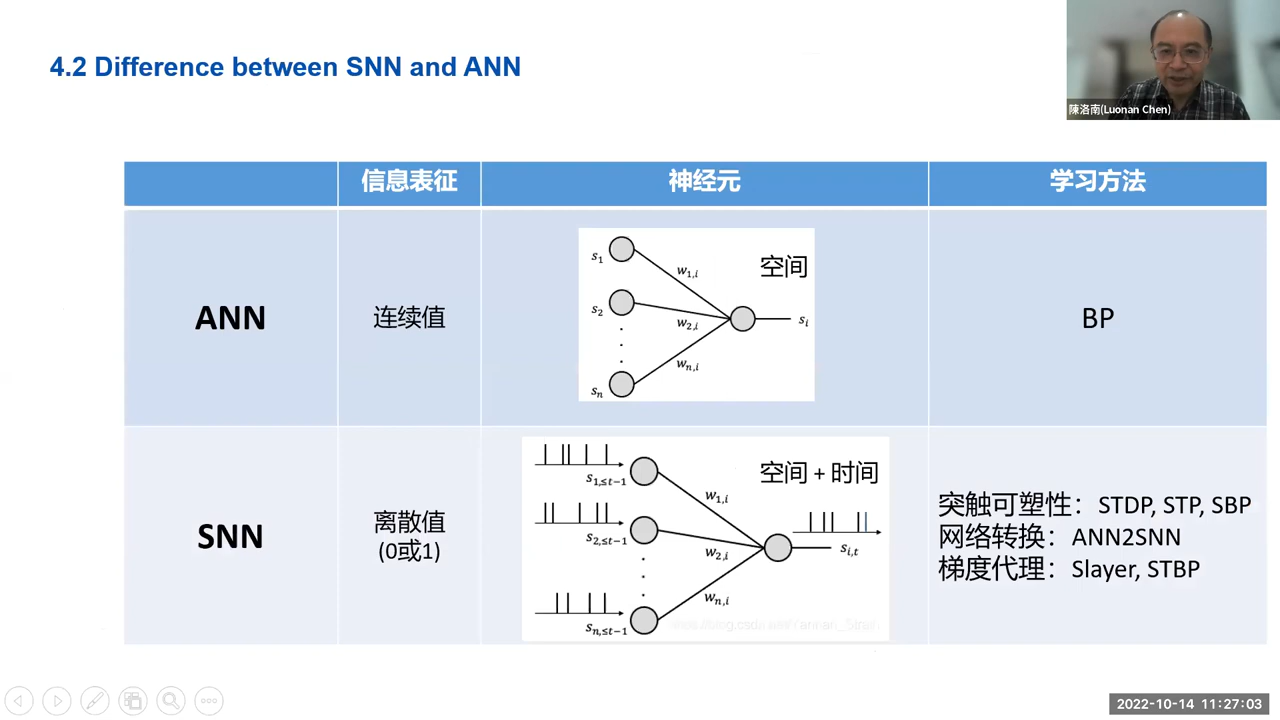 4.2 Difference between SNN and ANN
陳洛南(Luonan Chen)
信息表征 神经元 学习方法
ANN
连续值
s1
s2
sn
w1,i
w2,i
wn,i
si
空间
BP
SNN
离散值
(0或1)
s1,≤t−1
s2,≤t−1
sn,≤t−1
w1,i
w2,i
wn,i
si,t
空间 + 时间
突触可塑性：STDP, STP, SBP
网络转换：ANN2SNN
梯度代理：Slayer, STBP
2022-10-14 11:27:03